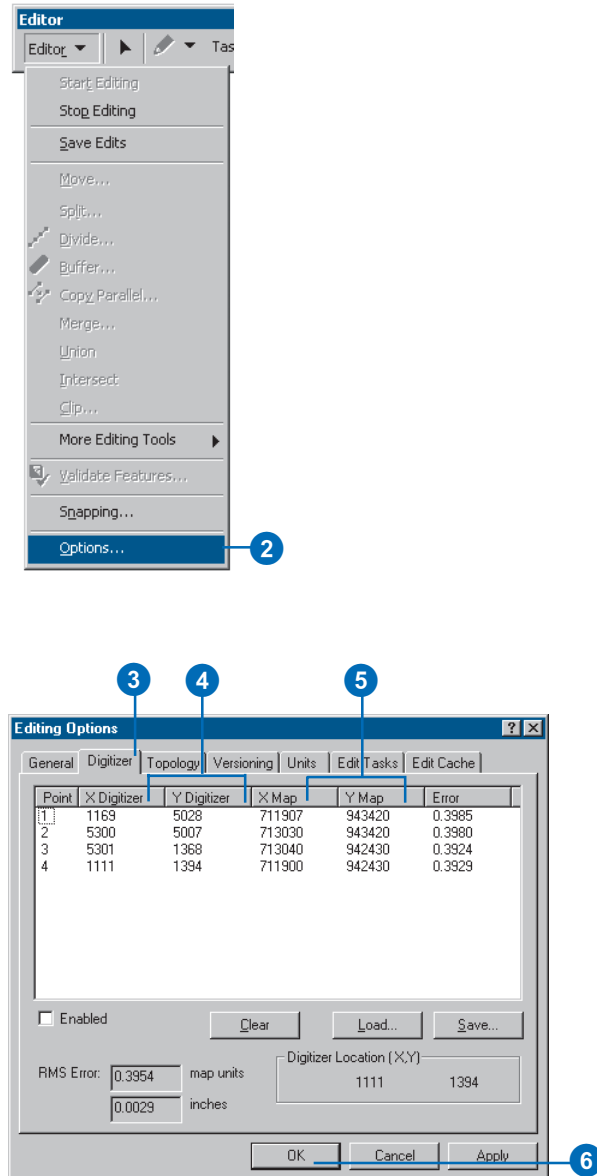 Editor
Editor Tas
Start Editing
Stop Editing
Save Edits
Move...
Split...
Divide...
Buffer...
Copy Parallel...
Merge...
Union
Intersect
Clip...
More Editing Tools
Validate Features...
Snapping...
Options... 2
3 4 5
Editing Options
General Digitizer Topology Versioning Units Edit Tasks Edit Cache
Point X Digitizer Y Digitizer X Map Y Map Error
1 1169 5028 711907 943420 0.3985
2 5300 5007 713030 943420 0.3980
3 5301 1368 713040 942430 0.3924
4 1111 1394 711900 942430 0.3929
Enabled Clear Load... Save...
Digitizer Location (X,Y)
RMS Error: 0.3954 map units 1111 1394
0.0029 inches
OK Cancel Apply 6